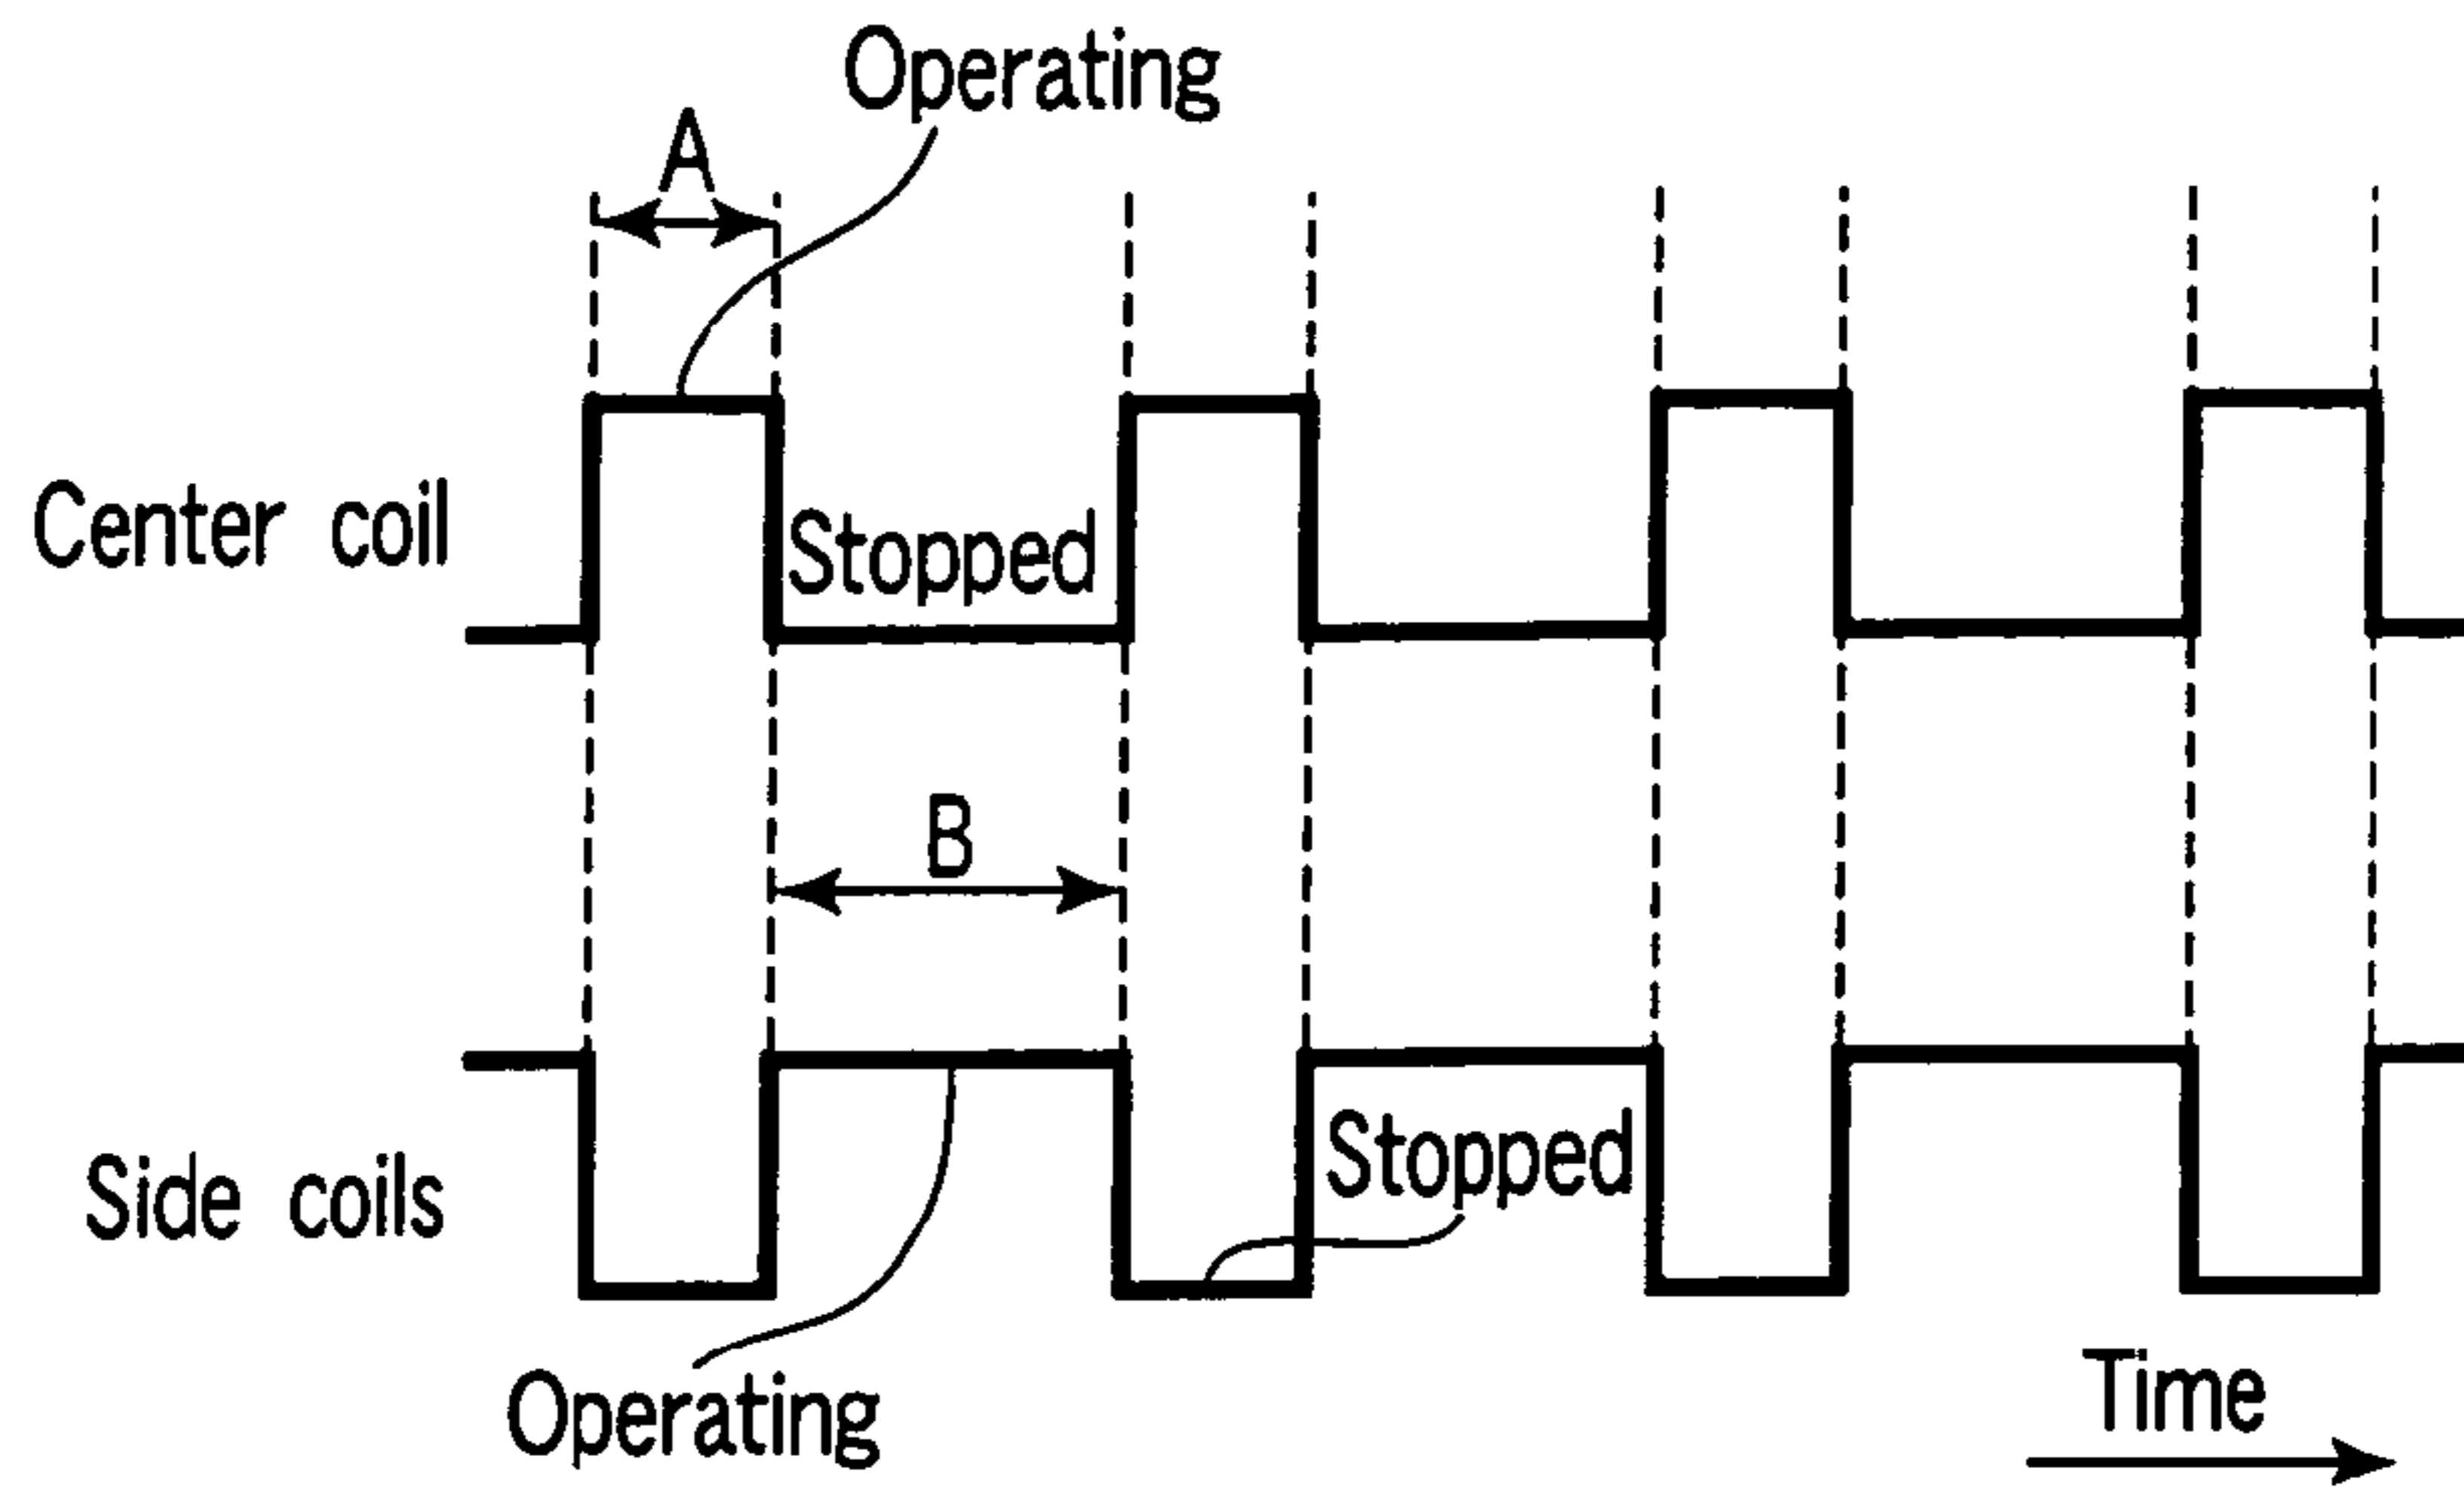 Operating
A
Center coil
Stopped
B
Stopped
Side coils
Operating
Time